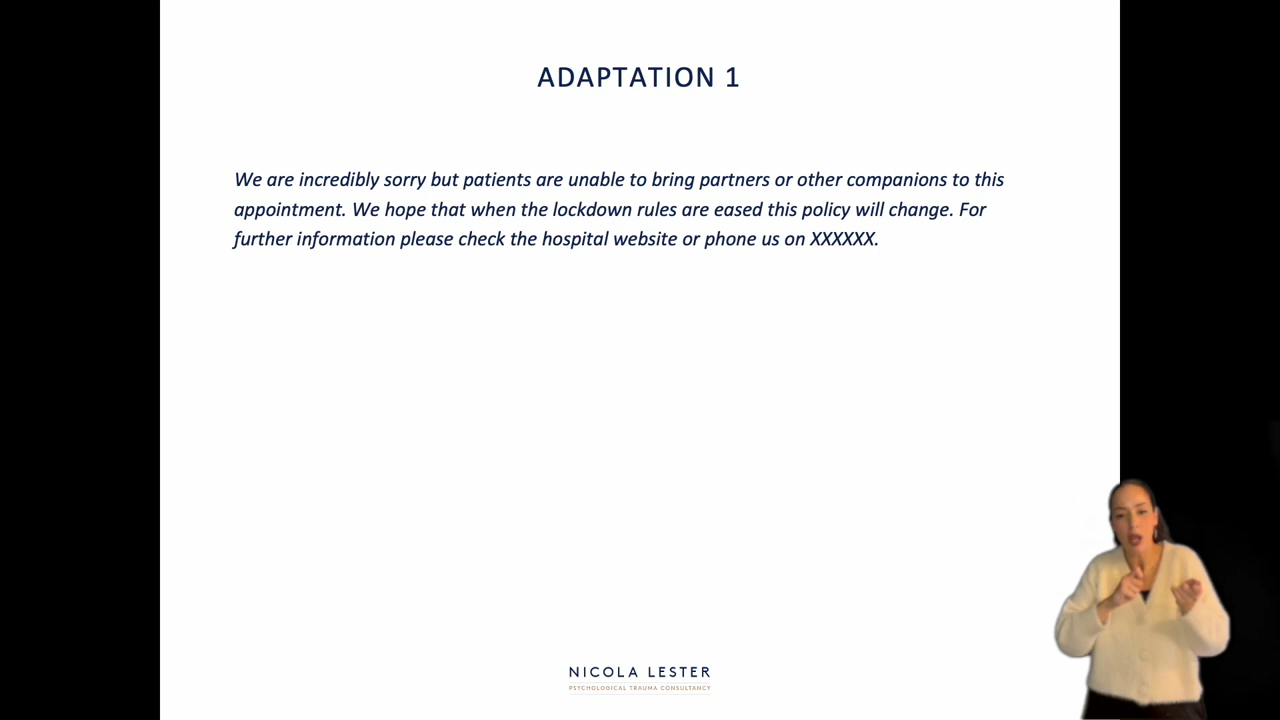 ADAPTATION 1
We are incredibly sorry but patients are unable to bring partners or other companions to this
appointment. We hope that when the lockdown rules are eased this policy will change. For
further information please check the hospital website or phone us on XXXXXX.
NICOLA LESTER
PSYCHOLOGICAL TRAUMA CONSULTANCY